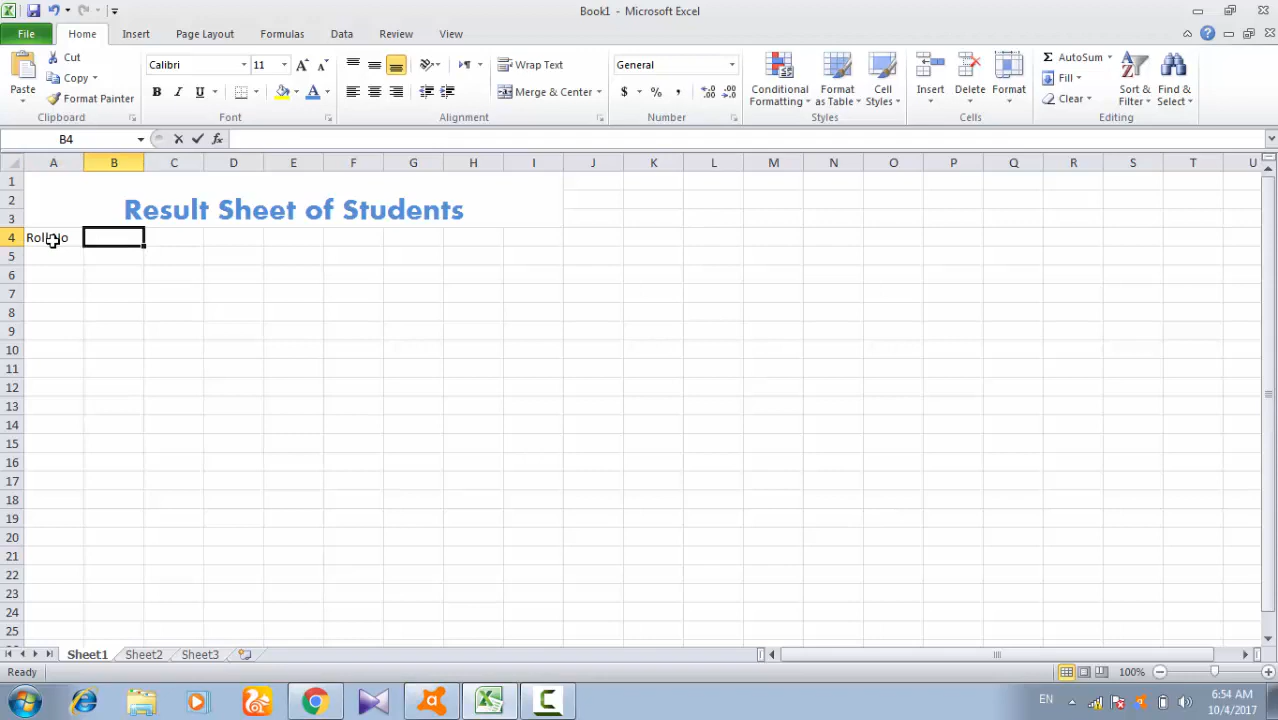 Book1 - Microsoft Excel
File Home Insert Page Layout Formulas Data Review View
Paste
Cut
Copy
Format Painter
Clipboard
Calibri 11
B I U A
Font
Wrap Text
Merge & Center
Alignment
General
$ % ,
Number
Conditional Formatting
Format as Table
Cell Styles
Styles
Insert Delete Format
Cells
Σ AutoSum
Fill
Clear
Sort & Filter
Find & Select
Editing
B4 fx
A B C D E F G H I J K L M N O P Q R S T U
1
2
Result Sheet of Students
3
4 Roll No
5
6
7
8
9
10
11
12
13
14
15
16
17
18
19
20
21
22
23
24
25
Sheet1 Sheet2 Sheet3
Ready 100%
EN 6:54 AM
10/4/2017